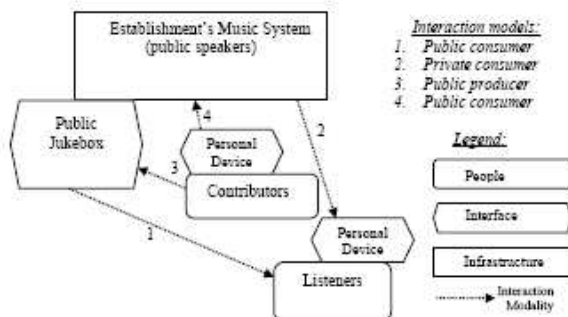 Establishment's Music System
(public speakers)
Public
Jukebox
4
Personal
Device
3
Contributors
2
1
Personal
Device
Listeners
Interaction models:
1. Public consumer
2. Private consumer
3. Public producer
4. Public consumer
Legend:
People
Interface
Infrastructure
Interaction
Modality